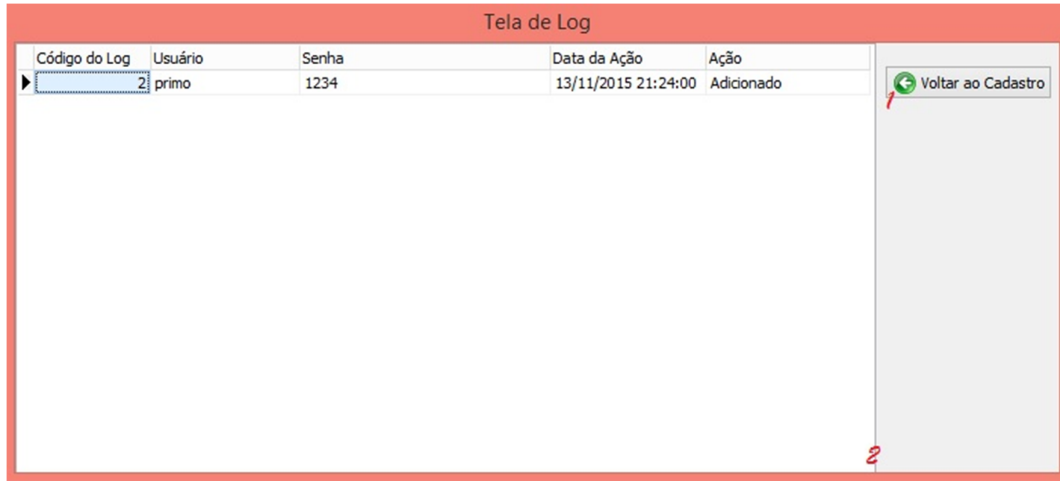 Tela de Log
Código do Log Usuário Senha Data da Ação Ação
2 primo 1234 13/11/2015 21:24:00 Adicionado
Voltar ao Cadastro
1
2